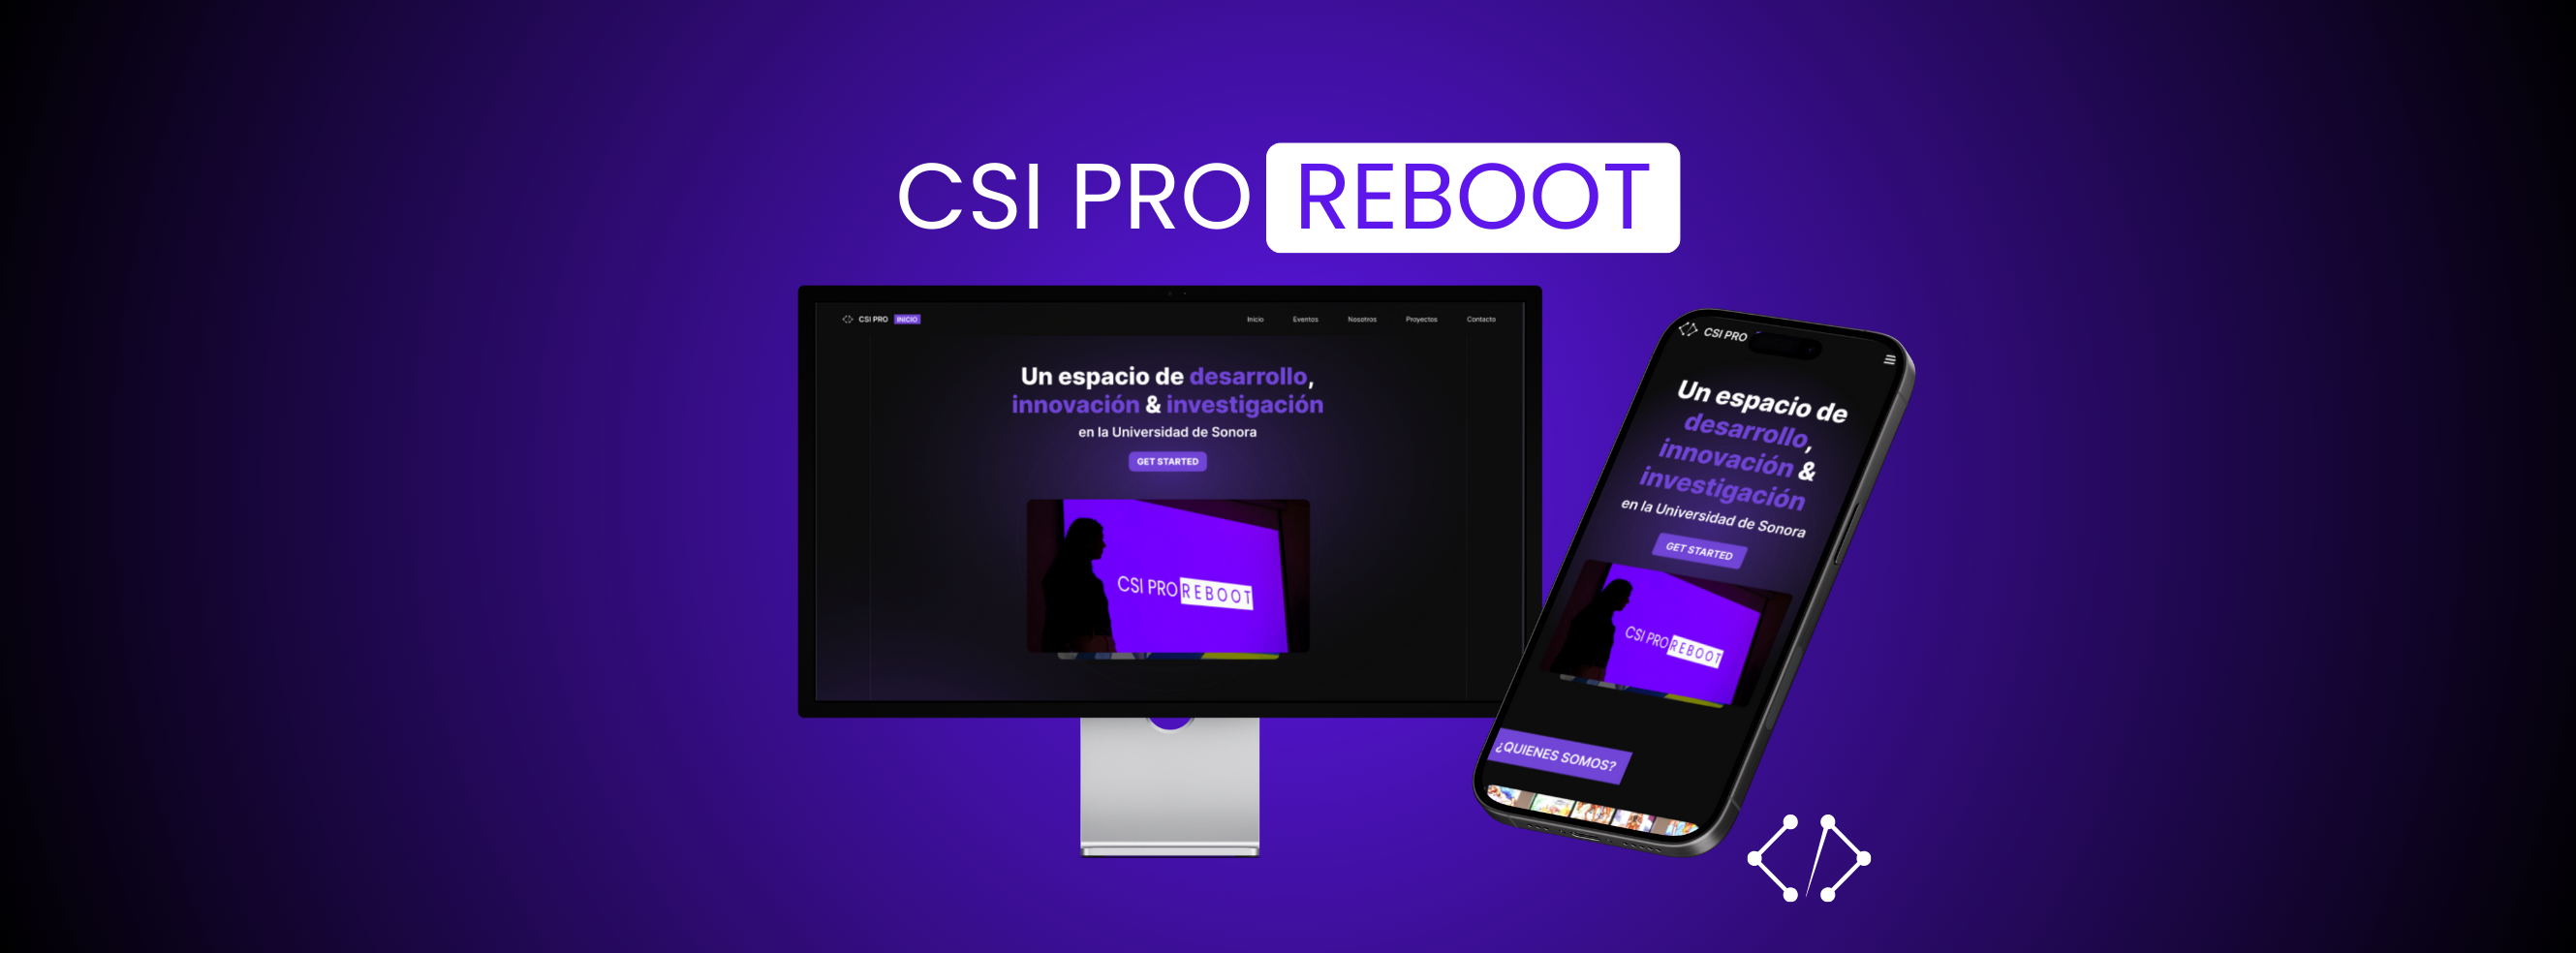 CSI PRO REBOOT
CSI PRO INICIO
Inicio Eventos Nosotros Proyectos Contacto
Un espacio de desarrollo,
innovación & investigación
en la Universidad de Sonora
GET STARTED
CSI PRO REBOOT
CSI PRO
Un espacio de
desarrollo,
innovación &
investigación
en la Universidad de Sonora
GET STARTED
CSI PRO REBOOT
¿QUIENES SOMOS?